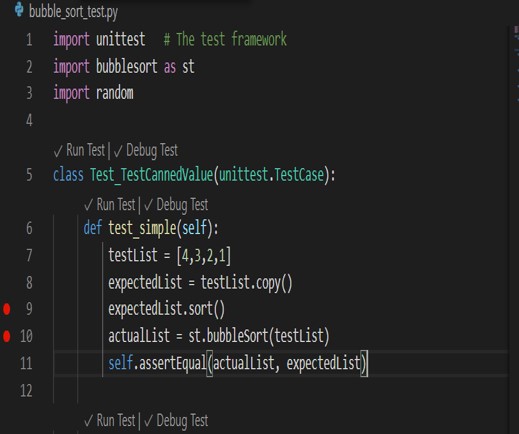 bubble_sort_test.py
1 import unittest # The test framework
2 import bubblesort as st
3 import random
4
✓ Run Test | ✓ Debug Test
5 class Test_TestCannedValue(unittest.TestCase):
✓ Run Test | ✓ Debug Test
6 def test_simple(self):
7 testList = [4,3,2,1]
8 expectedList = testList.copy()
9 expectedList.sort()
10 actualList = st.bubbleSort(testList)
11 self.assertEqual(actualList, expectedList)
12
✓ Run Test | ✓ Debug Test